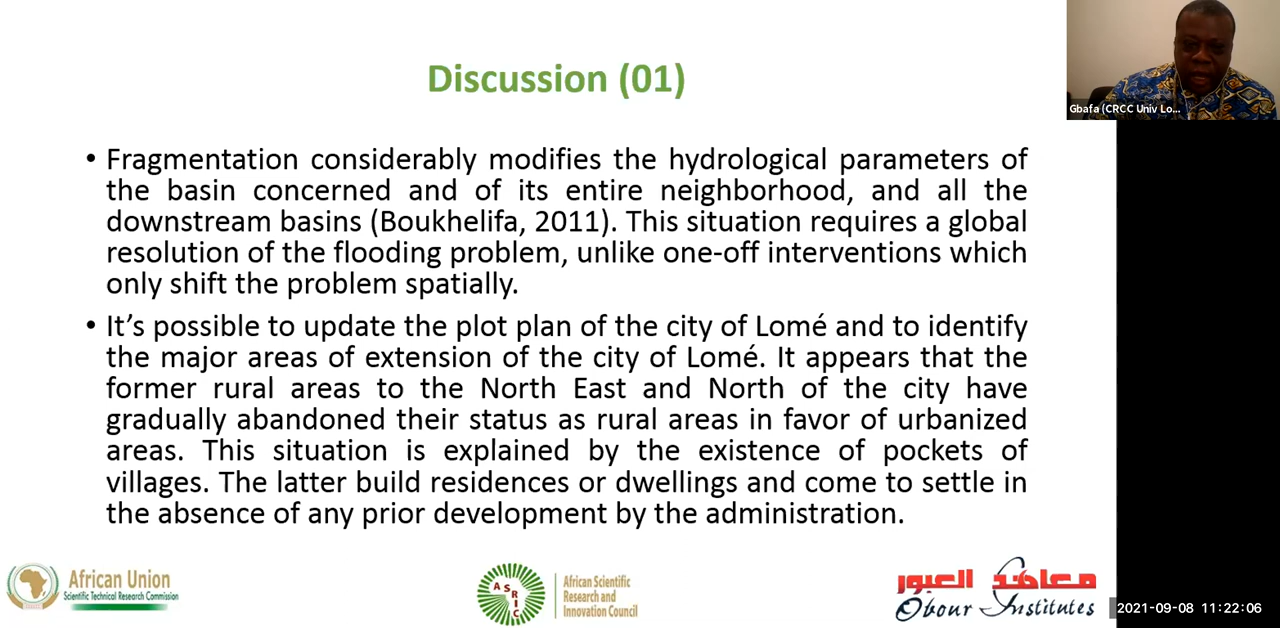 Discussion (01)
Gbafa (CRCC Univ Lo...
• Fragmentation considerably modifies the hydrological parameters of
the basin concerned and of its entire neighborhood, and all the
downstream basins (Boukhelifa, 2011). This situation requires a global
resolution of the flooding problem, unlike one-off interventions which
only shift the problem spatially.
• It’s possible to update the plot plan of the city of Lomé and to identify
the major areas of extension of the city of Lomé. It appears that the
former rural areas to the North East and North of the city have
gradually abandoned their status as rural areas in favor of urbanized
areas. This situation is explained by the existence of pockets of
villages. The latter build residences or dwellings and come to settle in
the absence of any prior development by the administration.
African Union
Scientific Technical Research Commission
ASRIC
African Scientific
Research and
Innovation Council
معاهد العبور
Obour Institutes
2021-09-08 11:22:06